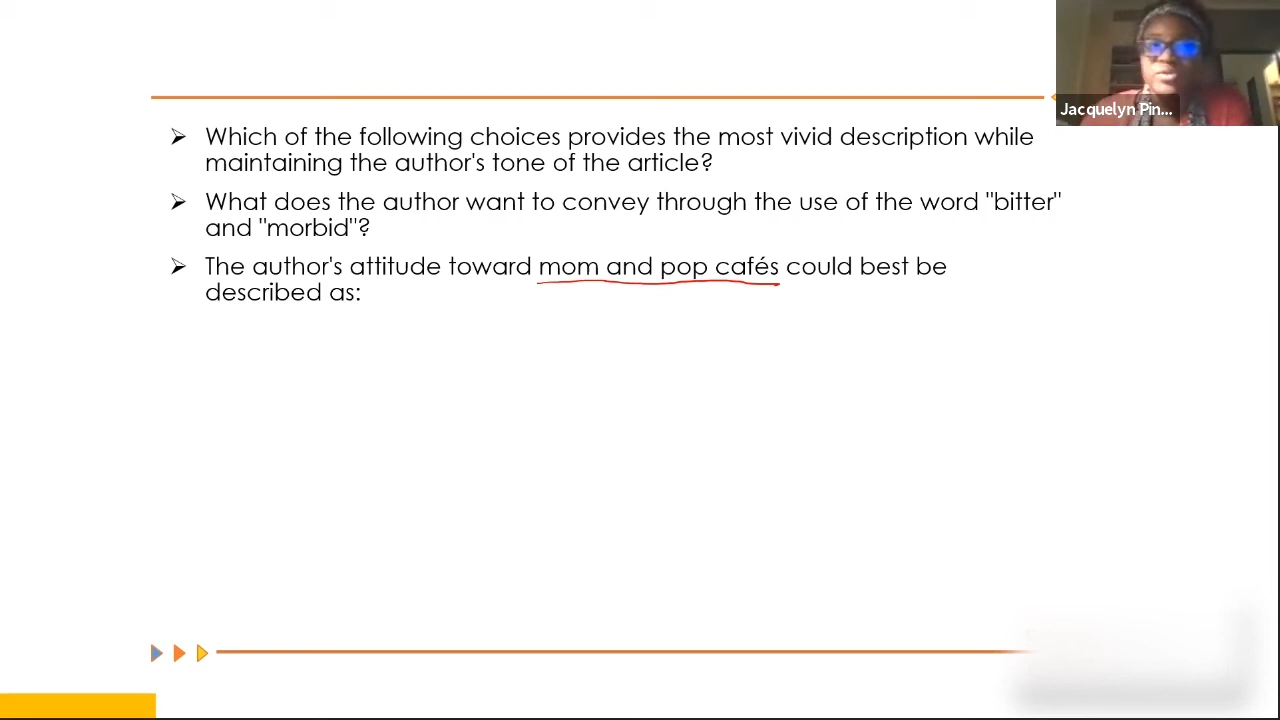 Jacquelyn Pin...
➢ Which of the following choices provides the most vivid description while
maintaining the author's tone of the article?
➢ What does the author want to convey through the use of the word "bitter"
and "morbid"?
➢ The author's attitude toward mom and pop cafés could best be
described as: